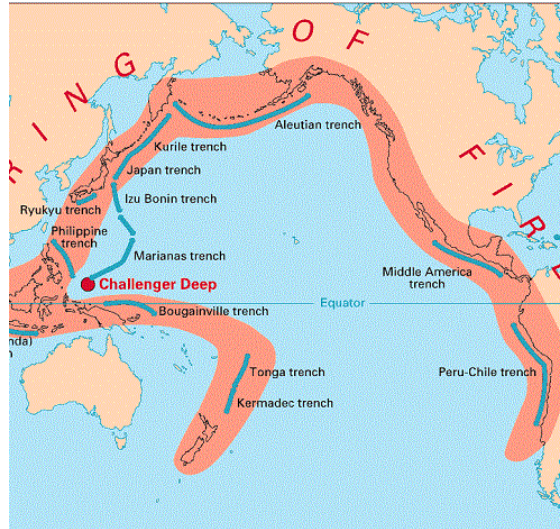 RING OF FIRE
Aleutian trench
Kurile trench
Japan trench
Izu Bonin trench
Ryukyu trench
Philippine
trench
Marianas trench
Challenger Deep
Middle America
trench
Equator
Bougainville trench
nda)
Tonga trench
Peru-Chile trench
Kermadec trench